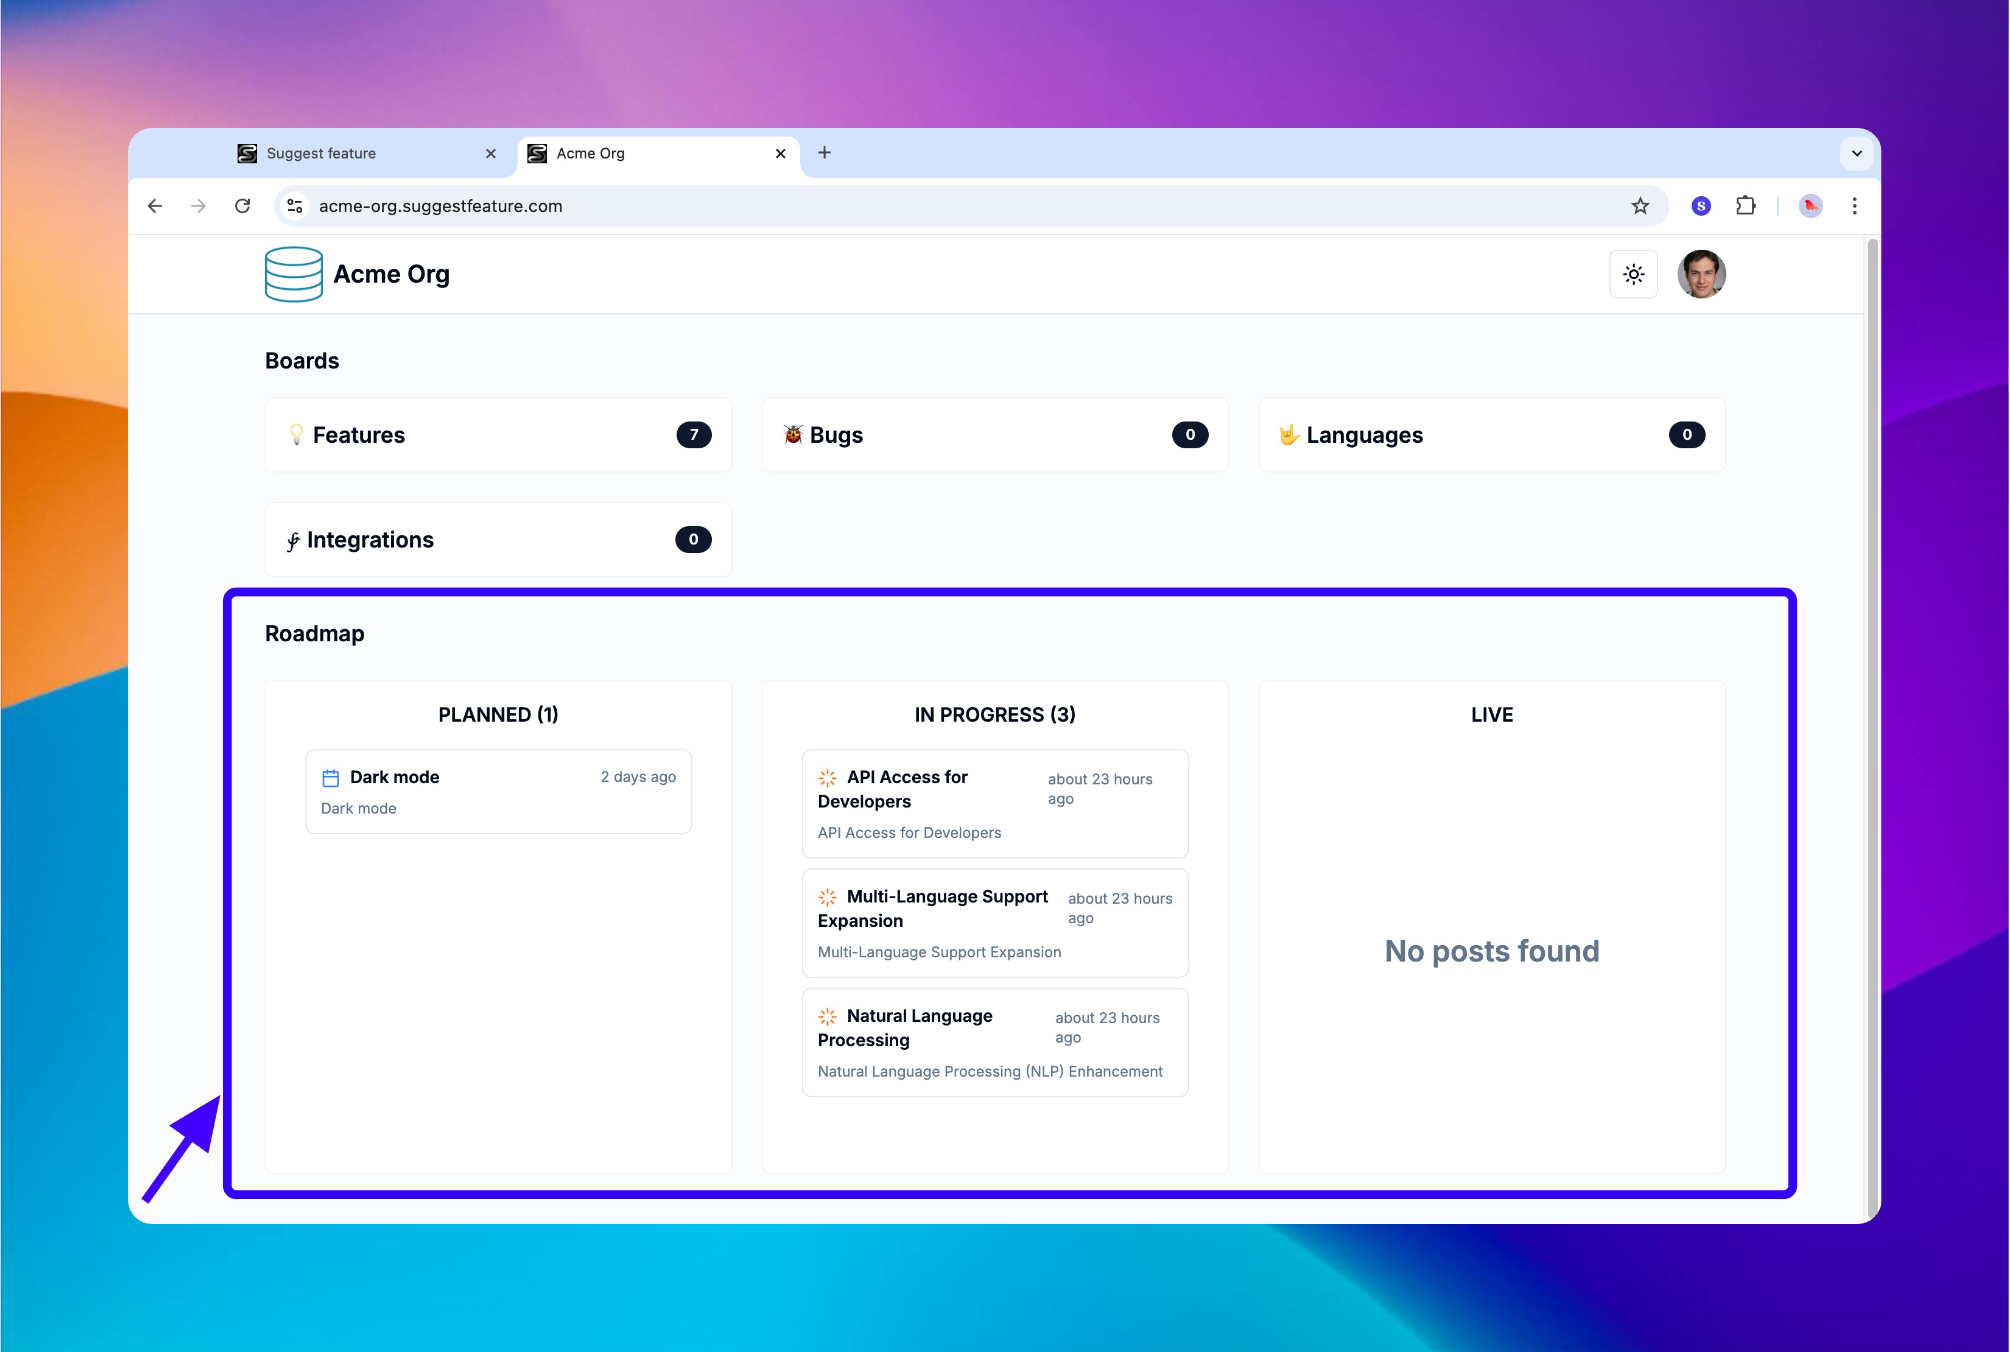 Suggest feature
Acme Org
acme-org.suggestfeature.com
S
Acme Org
Boards
Features 7
Bugs 0
Languages 0
Integrations 0
Roadmap
PLANNED (1)
Dark mode 2 days ago
Dark mode
IN PROGRESS (3)
API Access for
Developers
about 23 hours
ago
API Access for Developers
Multi-Language Support
Expansion
about 23 hours
ago
Multi-Language Support Expansion
Natural Language
Processing
about 23 hours
ago
Natural Language Processing (NLP) Enhancement
LIVE
No posts found